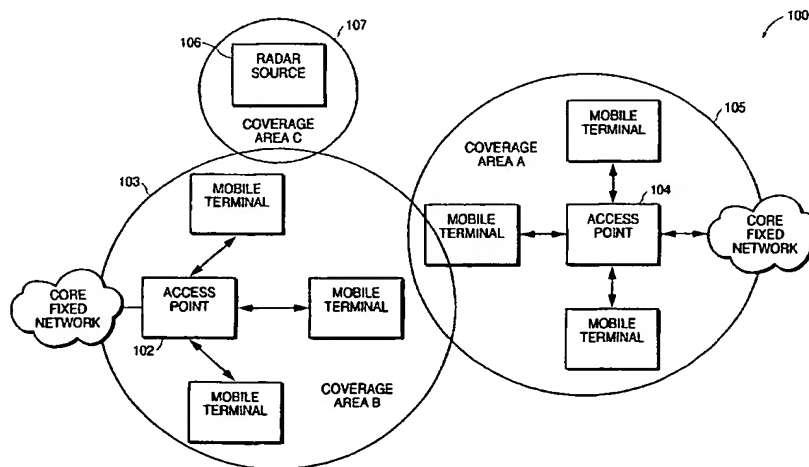 100
106
107
RADAR
SOURCE
COVERAGE
AREA C
105
MOBILE
TERMINAL
COVERAGE
AREA A
103
MOBILE
TERMINAL
104
MOBILE
TERMINAL
ACCESS
POINT
CORE
FIXED
NETWORK
CORE
FIXED
NETWORK
ACCESS
POINT
102
MOBILE
TERMINAL
MOBILE
TERMINAL
MOBILE
TERMINAL
COVERAGE
AREA B